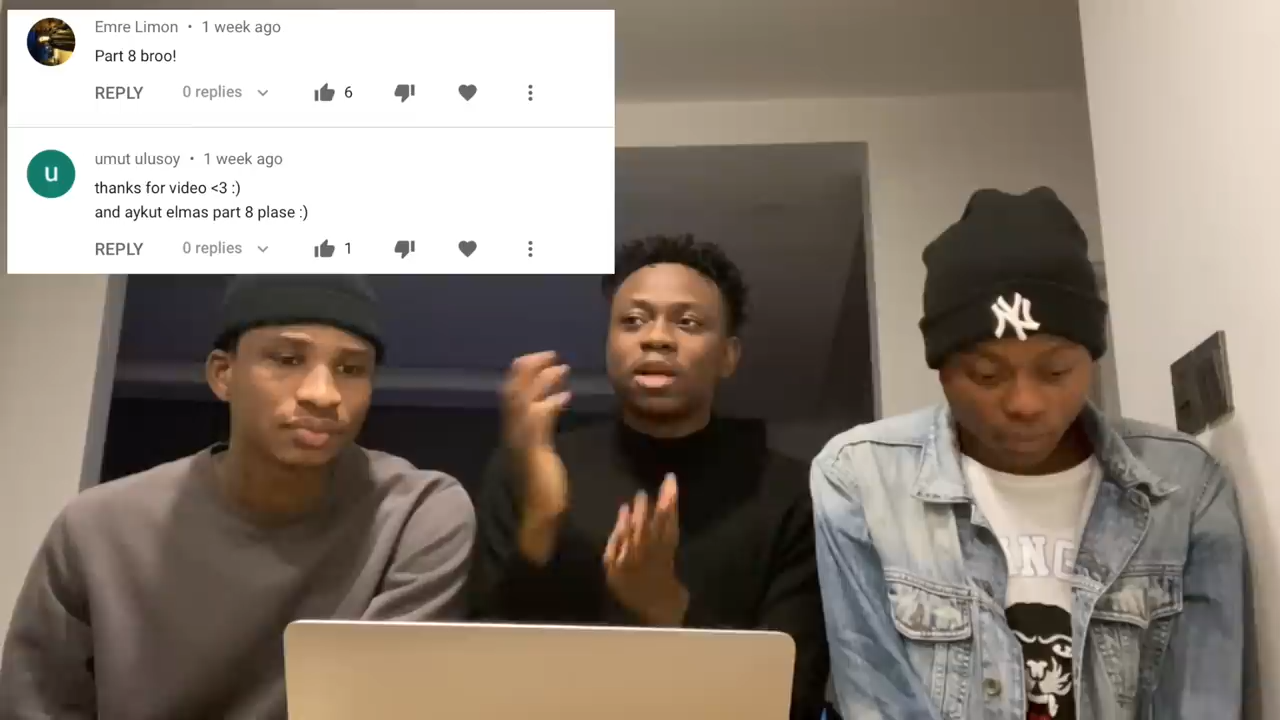 Emre Limon • 1 week ago
Part 8 broo!
REPLY 0 replies 6
u
umut ulusoy • 1 week ago
thanks for video <3 :)
and aykut elmas part 8 plase :)
REPLY 0 replies 1
NY